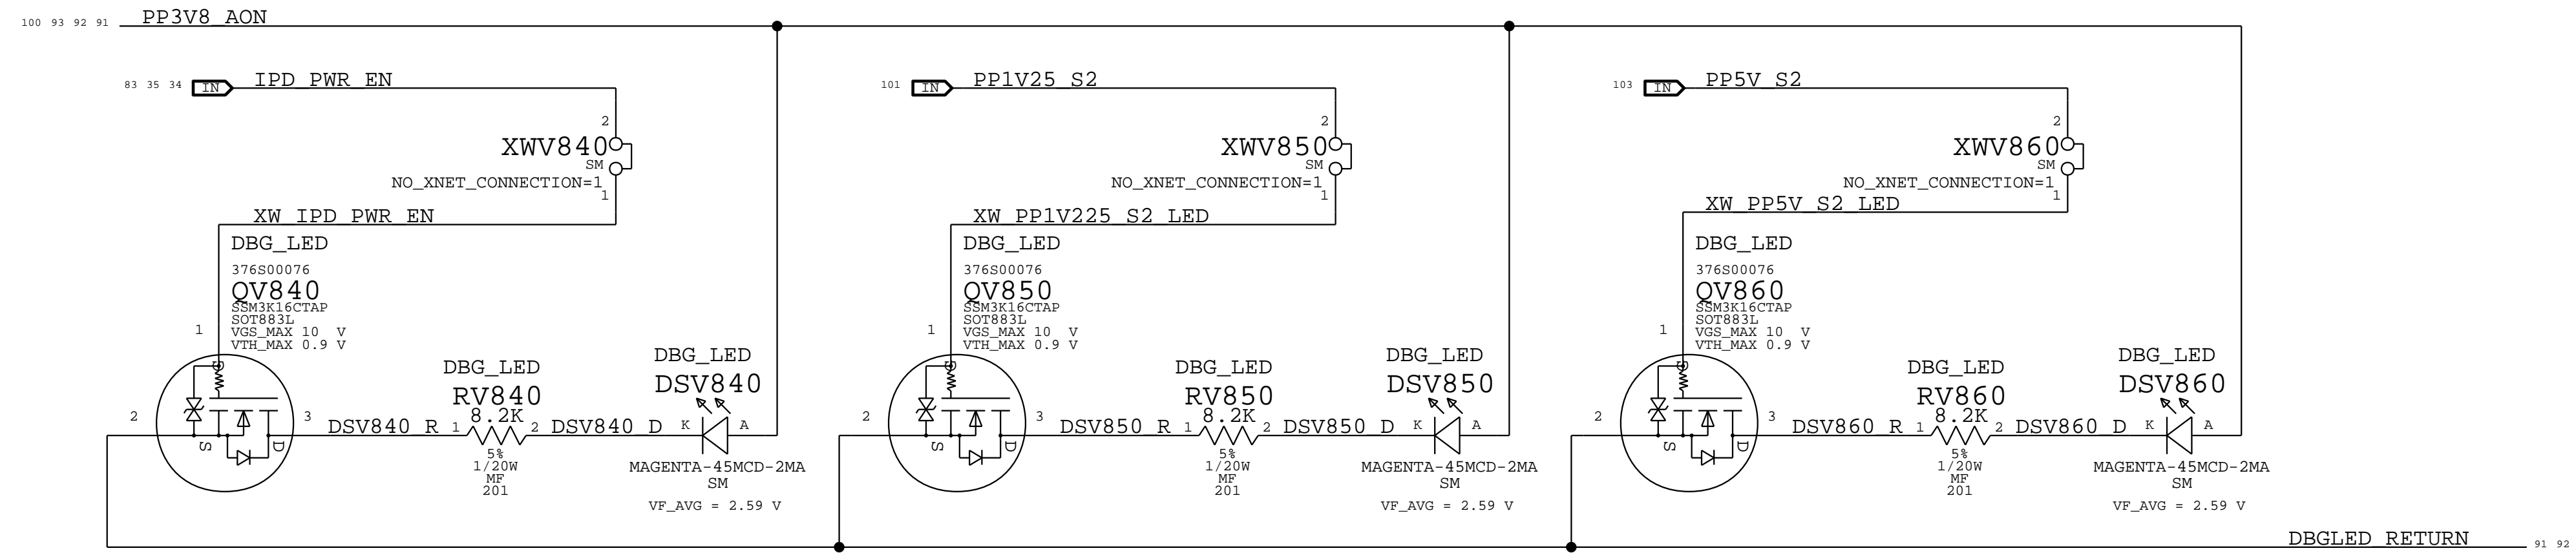 100 93 92 91 PP3V8_AON
83 35 34 IN IPD_PWR_EN
2
XWV840
SM
NO_XNET_CONNECTION=1
1
XW_IPD_PWR_EN
DBG_LED
376S00076
QV840
SSM3K16CTAP
SOT883L
VGS_MAX 10 V
VTH_MAX 0.9 V
1
G
2
S
D
3
DSV840_R
DBG_LED
RV840
8.2K
1
2
5%
1/20W
MF
201
DSV840_D
DBG_LED
DSV840
K
A
MAGENTA-45MCD-2MA
SM
VF_AVG = 2.59 V
101 IN PP1V25_S2
2
XWV850
SM
NO_XNET_CONNECTION=1
1
XW_PP1V225_S2_LED
DBG_LED
376S00076
QV850
SSM3K16CTAP
SOT883L
VGS_MAX 10 V
VTH_MAX 0.9 V
1
G
2
S
D
3
DSV850_R
DBG_LED
RV850
8.2K
1
2
5%
1/20W
MF
201
DSV850_D
DBG_LED
DSV850
K
A
MAGENTA-45MCD-2MA
SM
VF_AVG = 2.59 V
103 IN PP5V_S2
2
XWV860
SM
NO_XNET_CONNECTION=1
1
XW_PP5V_S2_LED
DBG_LED
376S00076
QV860
SSM3K16CTAP
SOT883L
VGS_MAX 10 V
VTH_MAX 0.9 V
1
G
2
S
D
3
DSV860_R
DBG_LED
RV860
8.2K
1
2
5%
1/20W
MF
201
DSV860_D
DBG_LED
DSV860
K
A
MAGENTA-45MCD-2MA
SM
VF_AVG = 2.59 V
DBGLED_RETURN 91 92